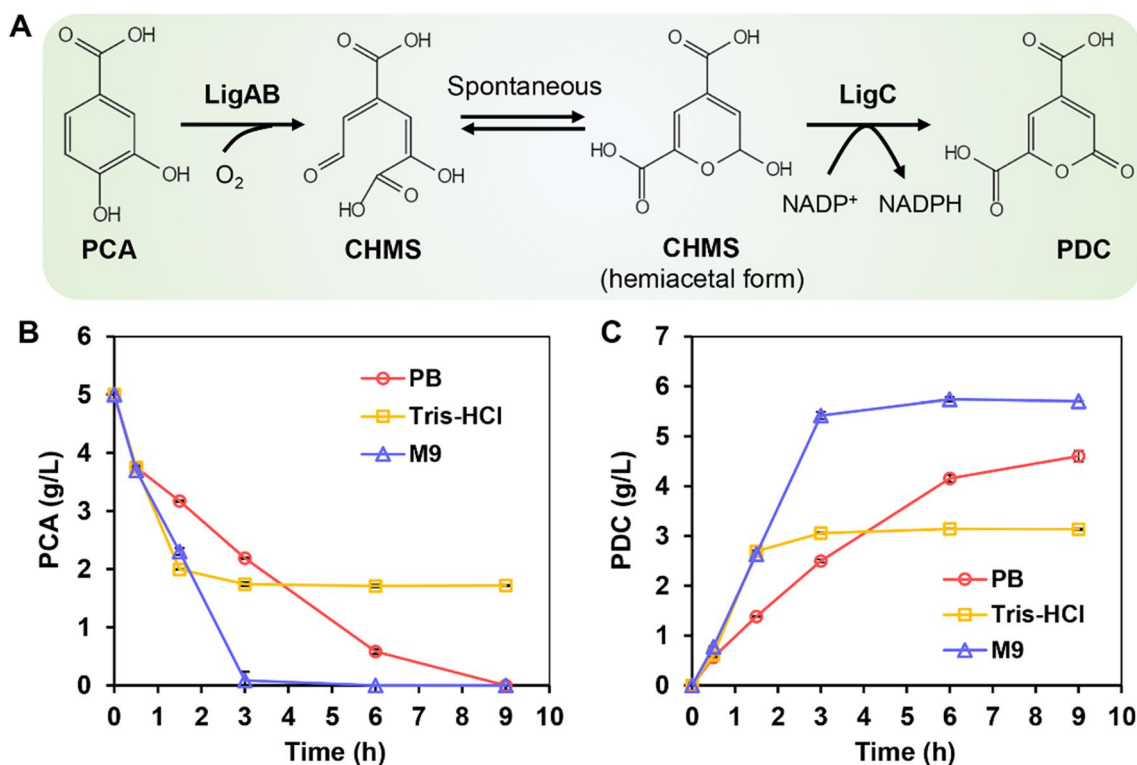 A
O
OH
OH
OH
PCA
LigAB
O₂
O
OH
O
HO
O
OH
CHMS
Spontaneous
O
OH
HO
O
O
OH
CHMS
(hemiacetal form)
LigC
NADP⁺ NADPH
O
OH
HO
O
O
O
PDC
B
PCA (g/L)
6
5
4
3
2
1
0
PB
Tris-HCl
M9
0 1 2 3 4 5 6 7 8 9 10
Time (h)
C
PDC (g/L)
7
6
5
4
3
2
1
0
PB
Tris-HCl
M9
0 1 2 3 4 5 6 7 8 9 10
Time (h)